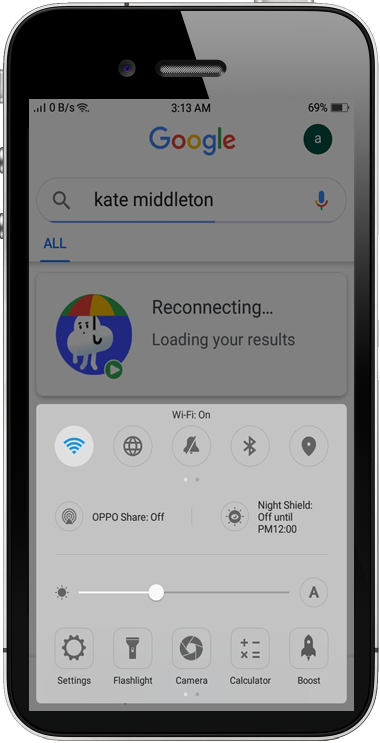 0 B/s 3:13 AM 69%
Google
a
kate middleton
ALL
Reconnecting...
Loading your results
Wi-Fi: On
OPPO Share: Off
Night Shield:
Off until
PM12:00
A
Settings Flashlight Camera Calculator Boost